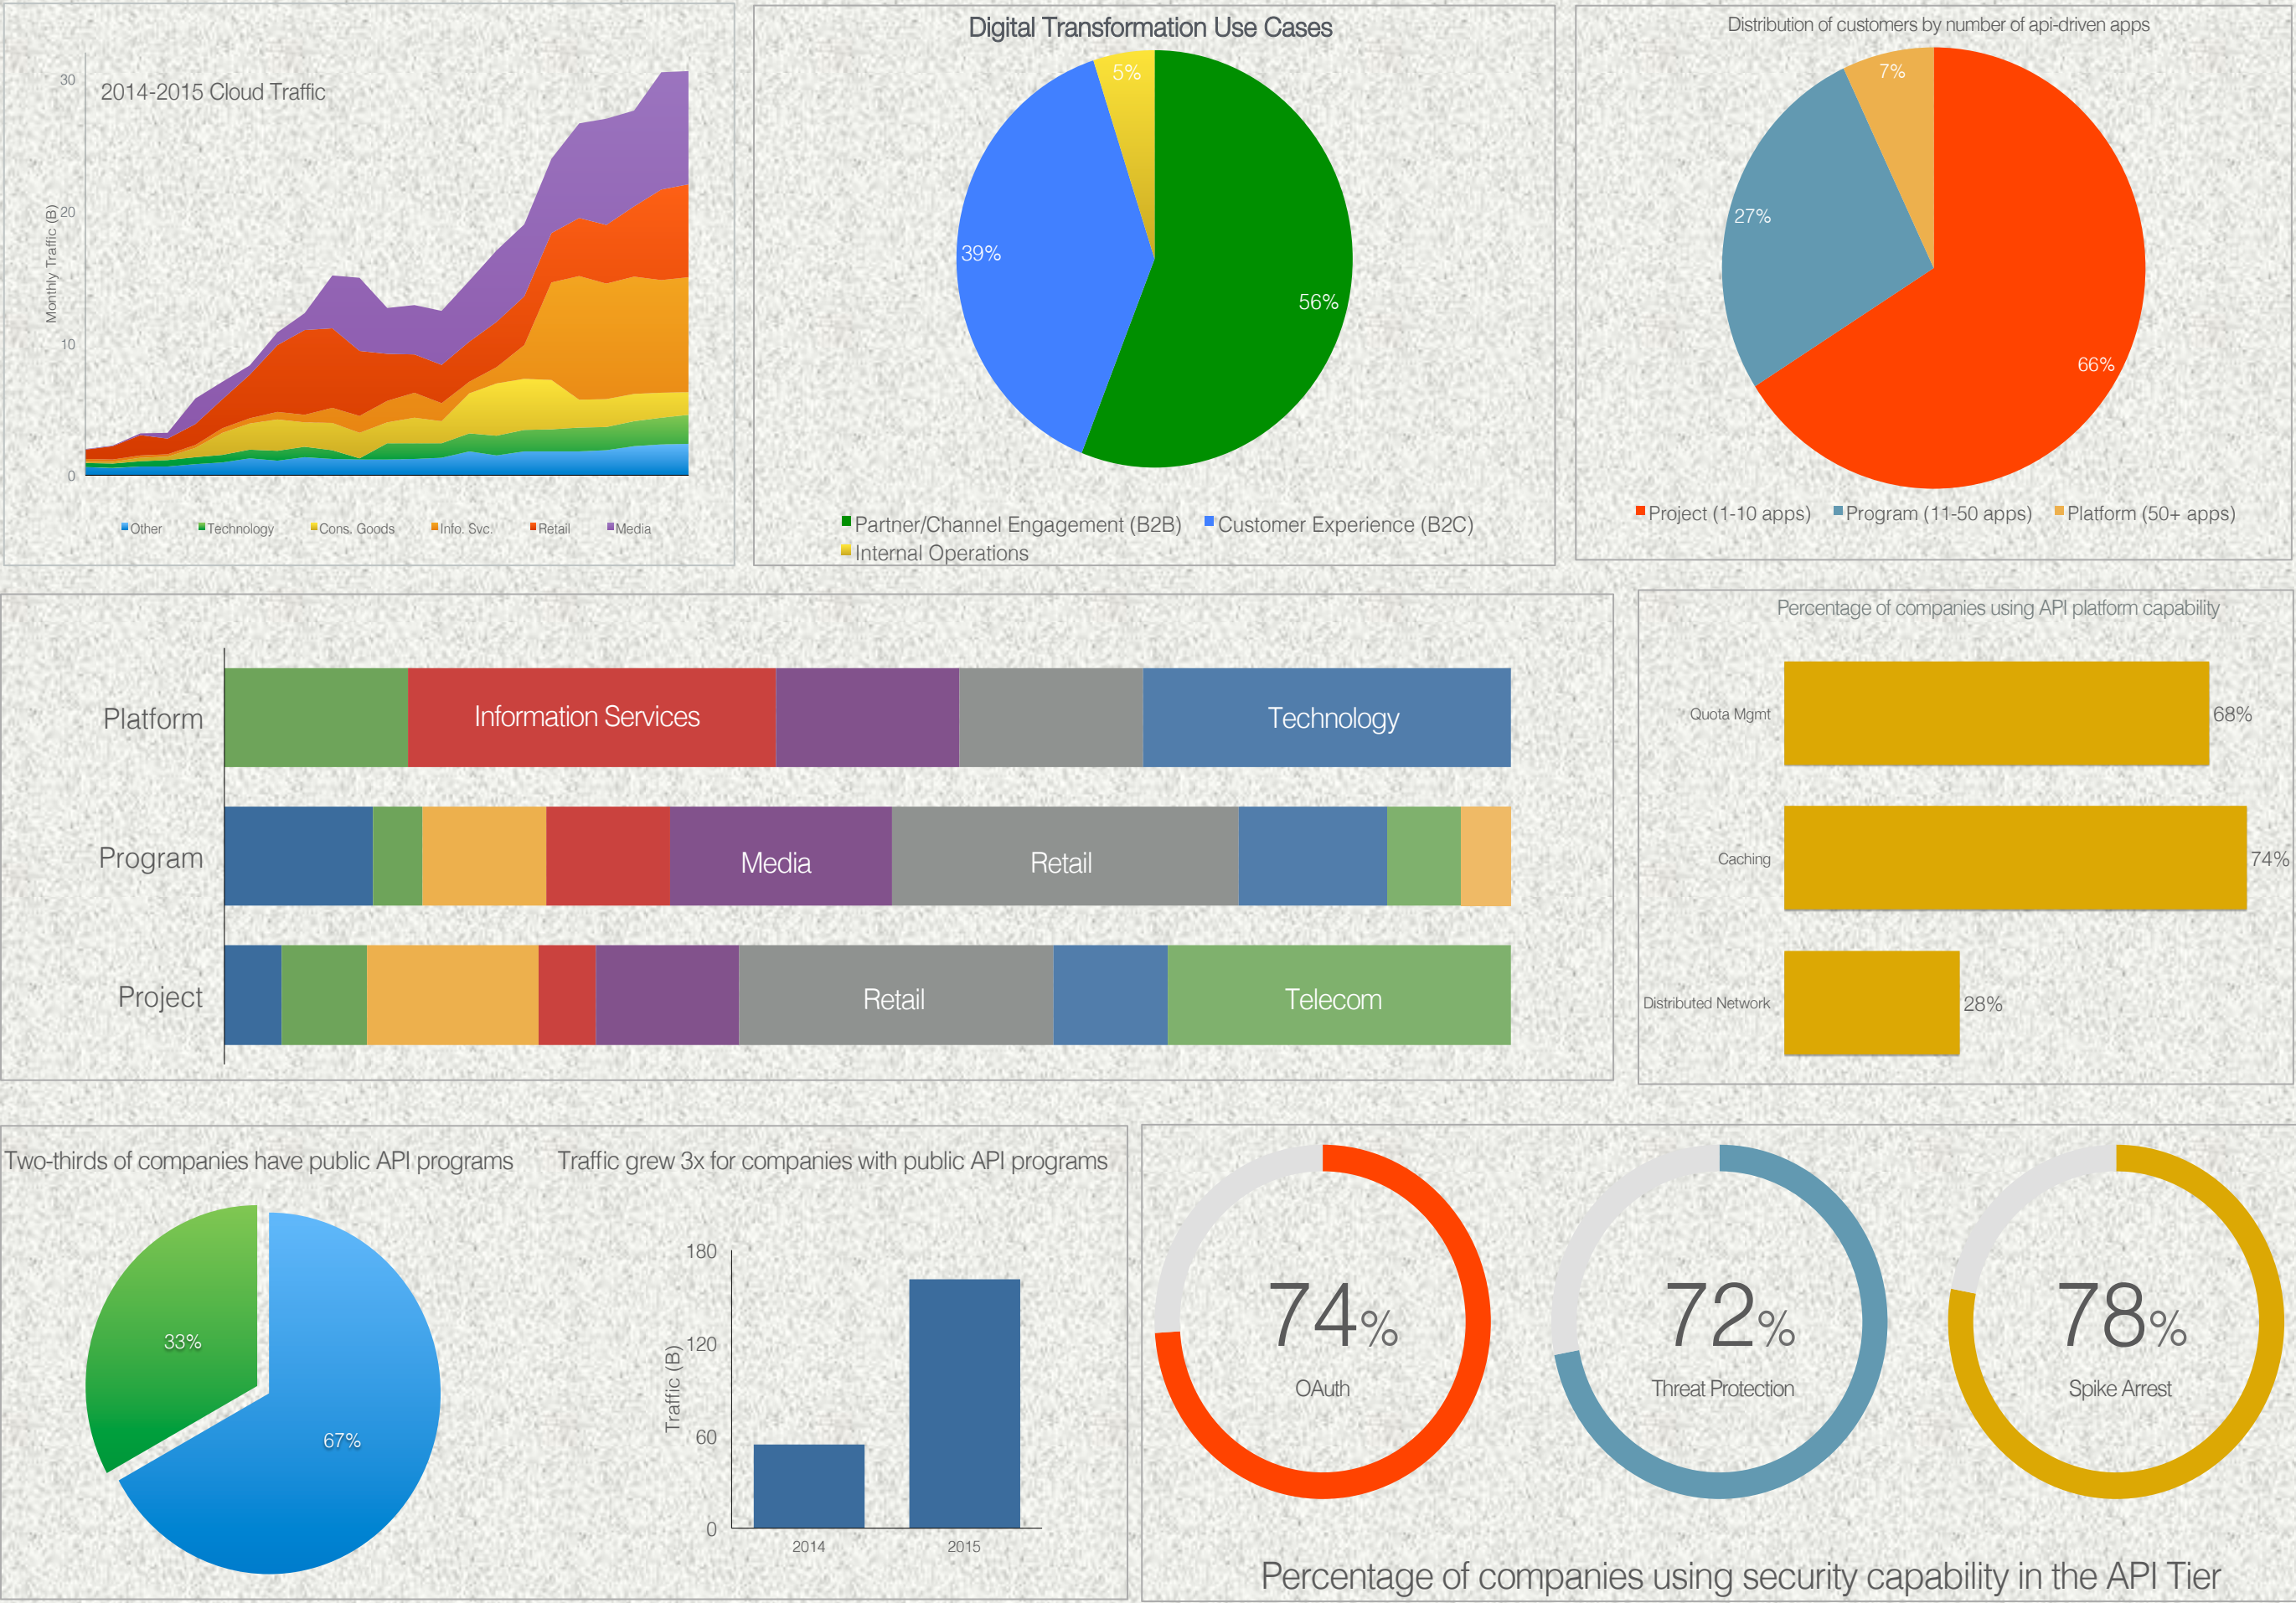 2014-2015 Cloud Traffic
Monthly Traffic (B)
30
20
10
0
Other Technology Cons. Goods Info. Svc. Retail Media
Digital Transformation Use Cases
5%
39%
56%
Partner/Channel Engagement (B2B) Customer Experience (B2C)
Internal Operations
Distribution of customers by number of api-driven apps
7%
27%
66%
Project (1-10 apps) Program (11-50 apps) Platform (50+ apps)
Platform Information Services Technology
Program Media Retail
Project Retail Telecom
Percentage of companies using API platform capability
Quota Mgmt 68%
Caching 74%
Distributed Network 28%
Two-thirds of companies have public API programs
33%
67%
Traffic grew 3x for companies with public API programs
Traffic (B)
180
120
60
0
2014 2015
74%
OAuth
72%
Threat Protection
78%
Spike Arrest
Percentage of companies using security capability in the API Tier